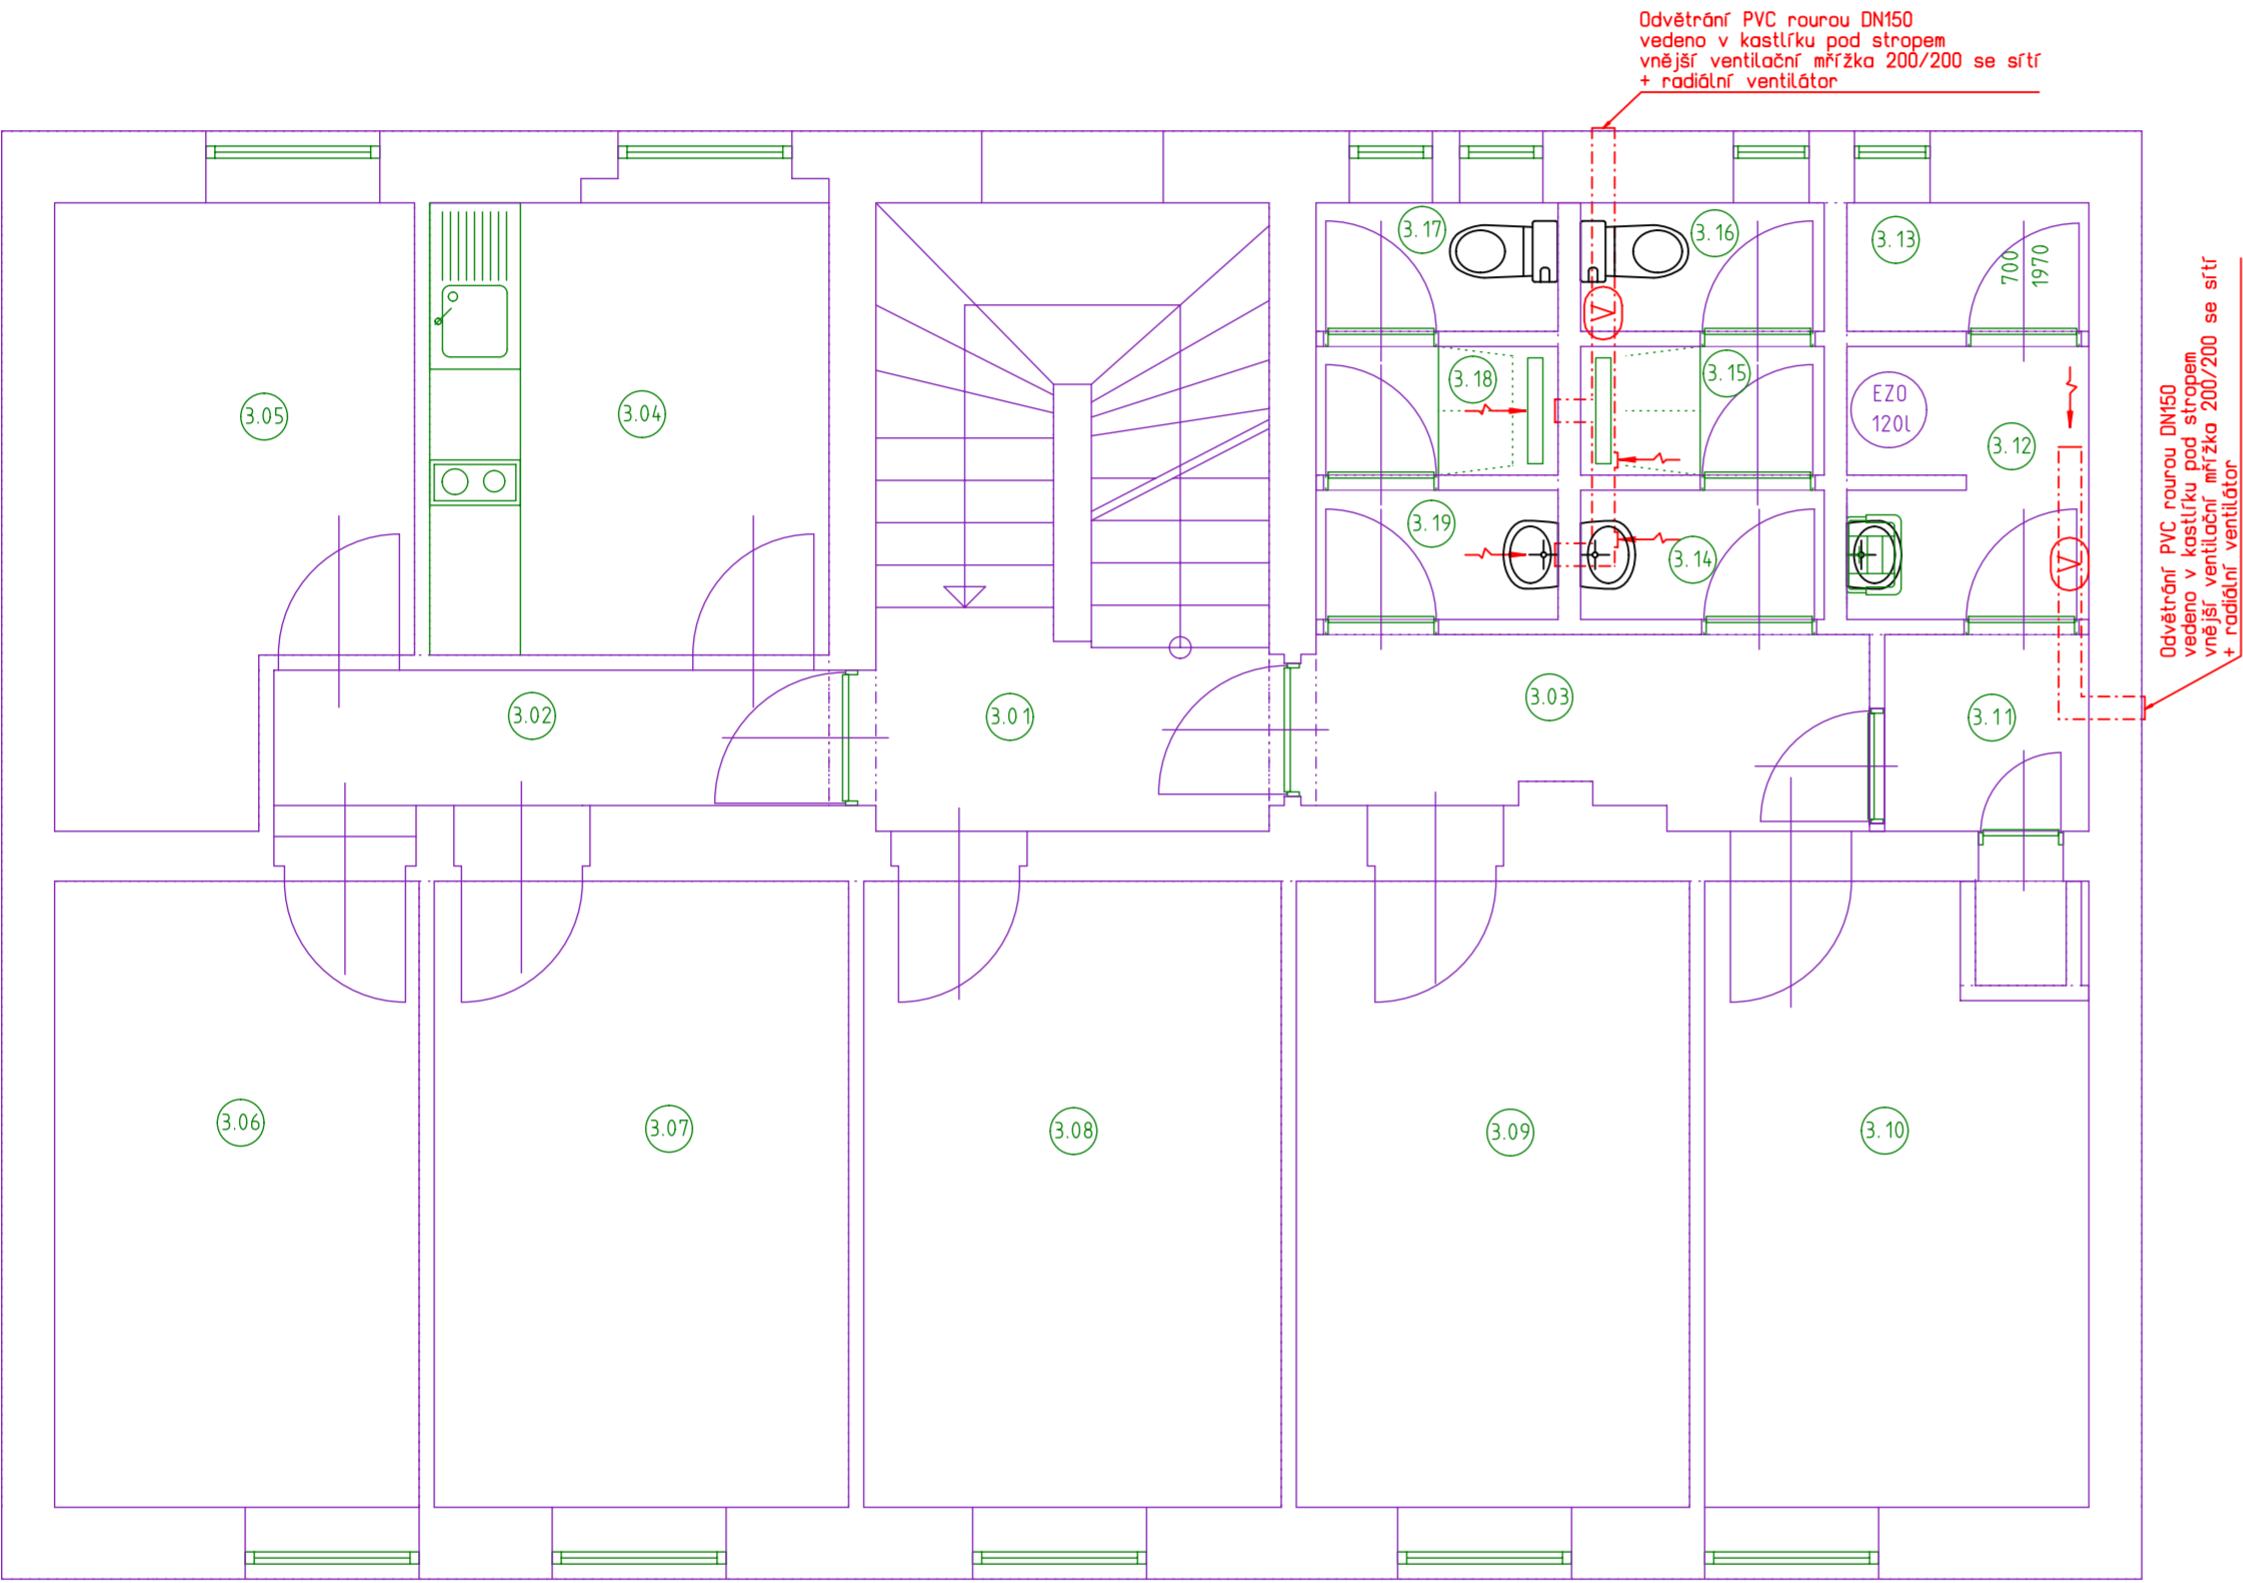 Odvětrání PVC rourou DN150
vedeno v kastlíku pod stropem
vnější ventilační mřížka 200/200 se sítí
+ radiální ventilátor
3.17
3.16
3.13
700
1970
V
3.18
3.15
EZO
120l
3.12
3.05
3.04
3.19
3.14
V
Odvětrání PVC rourou DN150
vedeno v kastlíku pod stropem
vnější ventilační mřížka 200/200 se sítí
+ radiální ventilátor
3.02
3.01
3.03
3.11
3.06
3.07
3.08
3.09
3.10